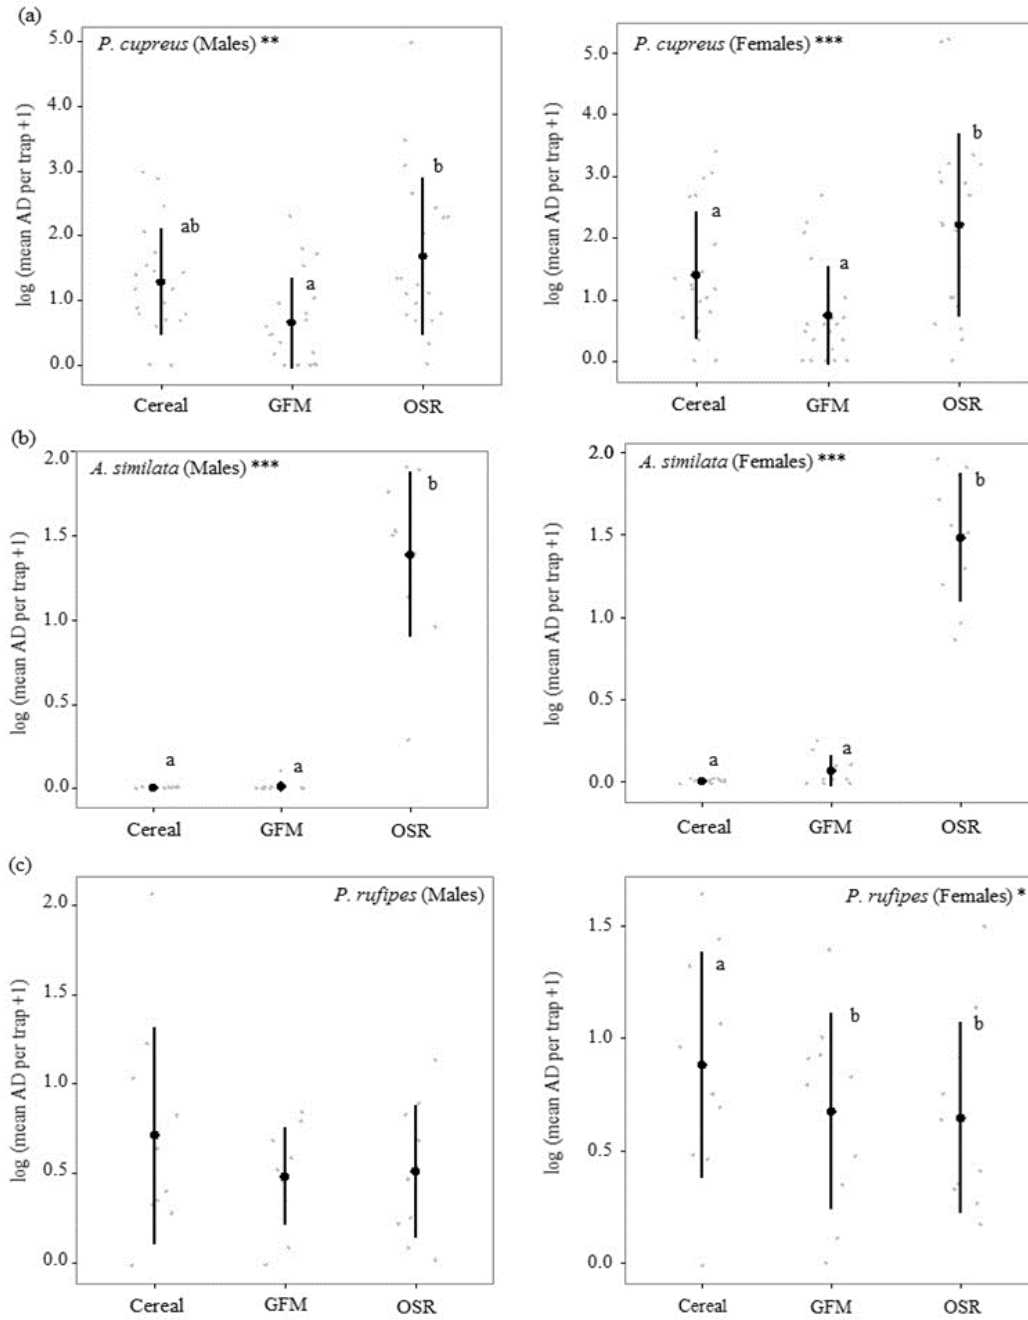 (a)
P. cupreus (Males) **
log (mean AD per trap +1)
5.0
4.0
3.0
2.0
1.0
0.0
ab
a
b
Cereal GFM OSR
P. cupreus (Females) ***
log (mean AD per trap +1)
5.0
4.0
3.0
2.0
1.0
0.0
a
a
b
Cereal GFM OSR
(b)
A. similata (Males) ***
log (mean AD per trap +1)
2.0
1.5
1.0
0.5
0.0
a
a
b
Cereal GFM OSR
A. similata (Females) ***
log (mean AD per trap +1)
2.0
1.5
1.0
0.5
0.0
a
a
b
Cereal GFM OSR
(c)
P. rufipes (Males)
log (mean AD per trap +1)
2.0
1.5
1.0
0.5
0.0
Cereal GFM OSR
P. rufipes (Females) *
log (mean AD per trap +1)
1.5
1.0
0.5
0.0
a
b
b
Cereal GFM OSR